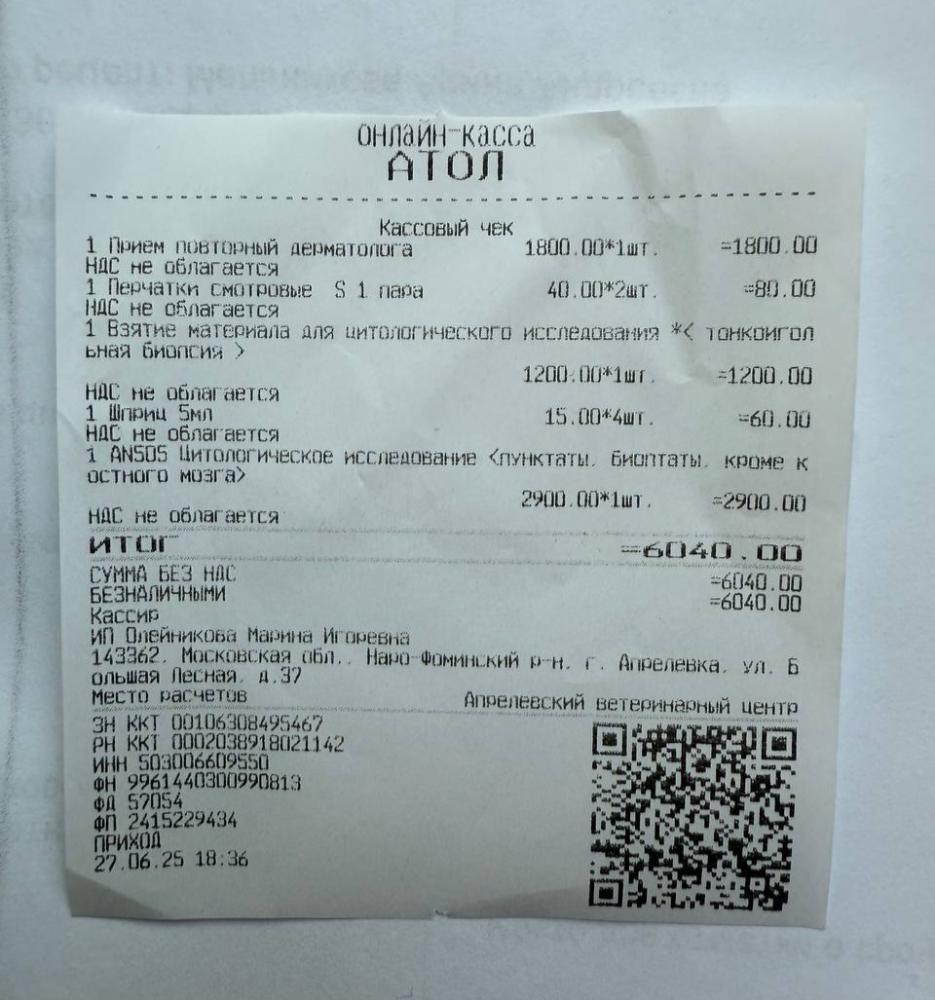 ОНЛАЙН-КАССА
АТОЛ
Кассовый чек
1 Прием повторный дерматолога 1800.00*1шт. =1800.00
НДС не облагается
1 Перчатки смотровые S 1 пара 40.00*2шт. =80.00
НДС не облагается
1 Взятие материала для цитологического исследования *< тонкоигол
ьная биопсия >
1200.00*1шт. =1200.00
НДС не облагается
1 Шприц 5мл 15.00*4шт. =60.00
НДС не облагается
1 AN505 Цитологическое исследование <пунктаты. биоптаты. кроме к
остного мозга>
2900.00*1шт. =2900.00
НДС не облагается
ИТОГ =6040.00
СУММА БЕЗ НДС =6040.00
БЕЗНАЛИЧНЫМИ =6040.00
Кассир
ИП Олейникова Марина Игоревна
143362. Московская обл.. Наро-Фоминский р-н. г. Апрелевка. ул. Б
ольшая Лесная. д.37
Место расчетов Апрелевский ветеринарный центр
ЗН ККТ 00106308495467
РН ККТ 0002038918021142
ИНН 503006609550
ФН 9961440300990813
ФД 57054
ФП 2415229434
ПРИХОД
27.06.25 18:36